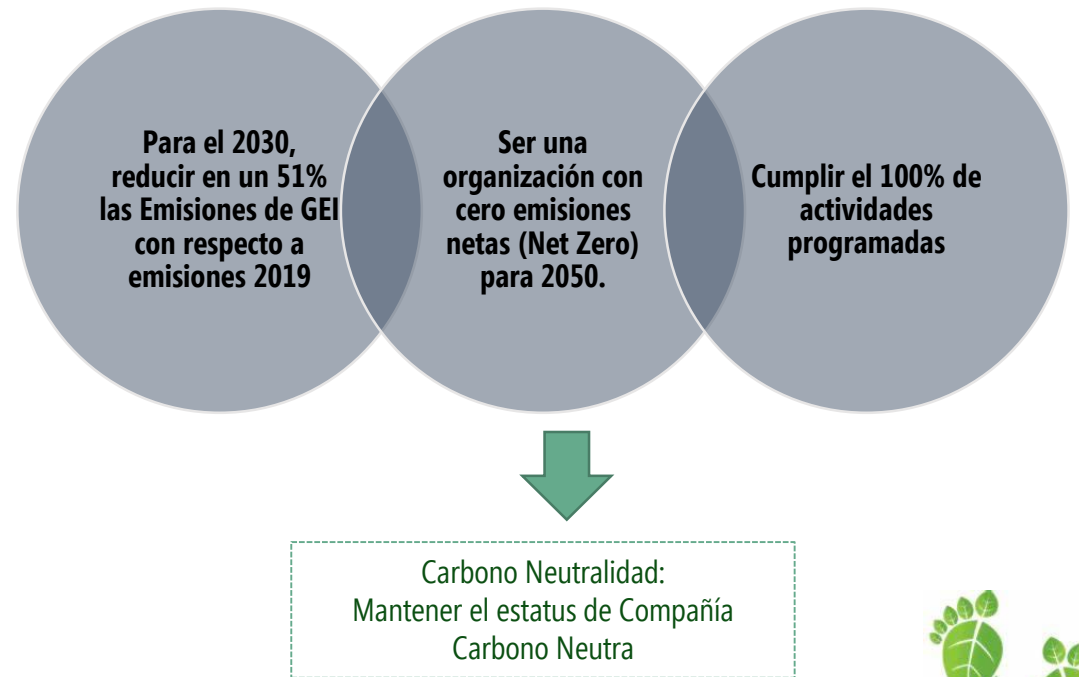 Para el 2030,
reducir en un 51%
las Emisiones de GEI
con respecto a
emisiones 2019
Ser una
organización con
cero emisiones
netas (Net Zero)
para 2050.
Cumplir el 100% de
actividades
programadas
Carbono Neutralidad:
Mantener el estatus de Compañía
Carbono Neutra